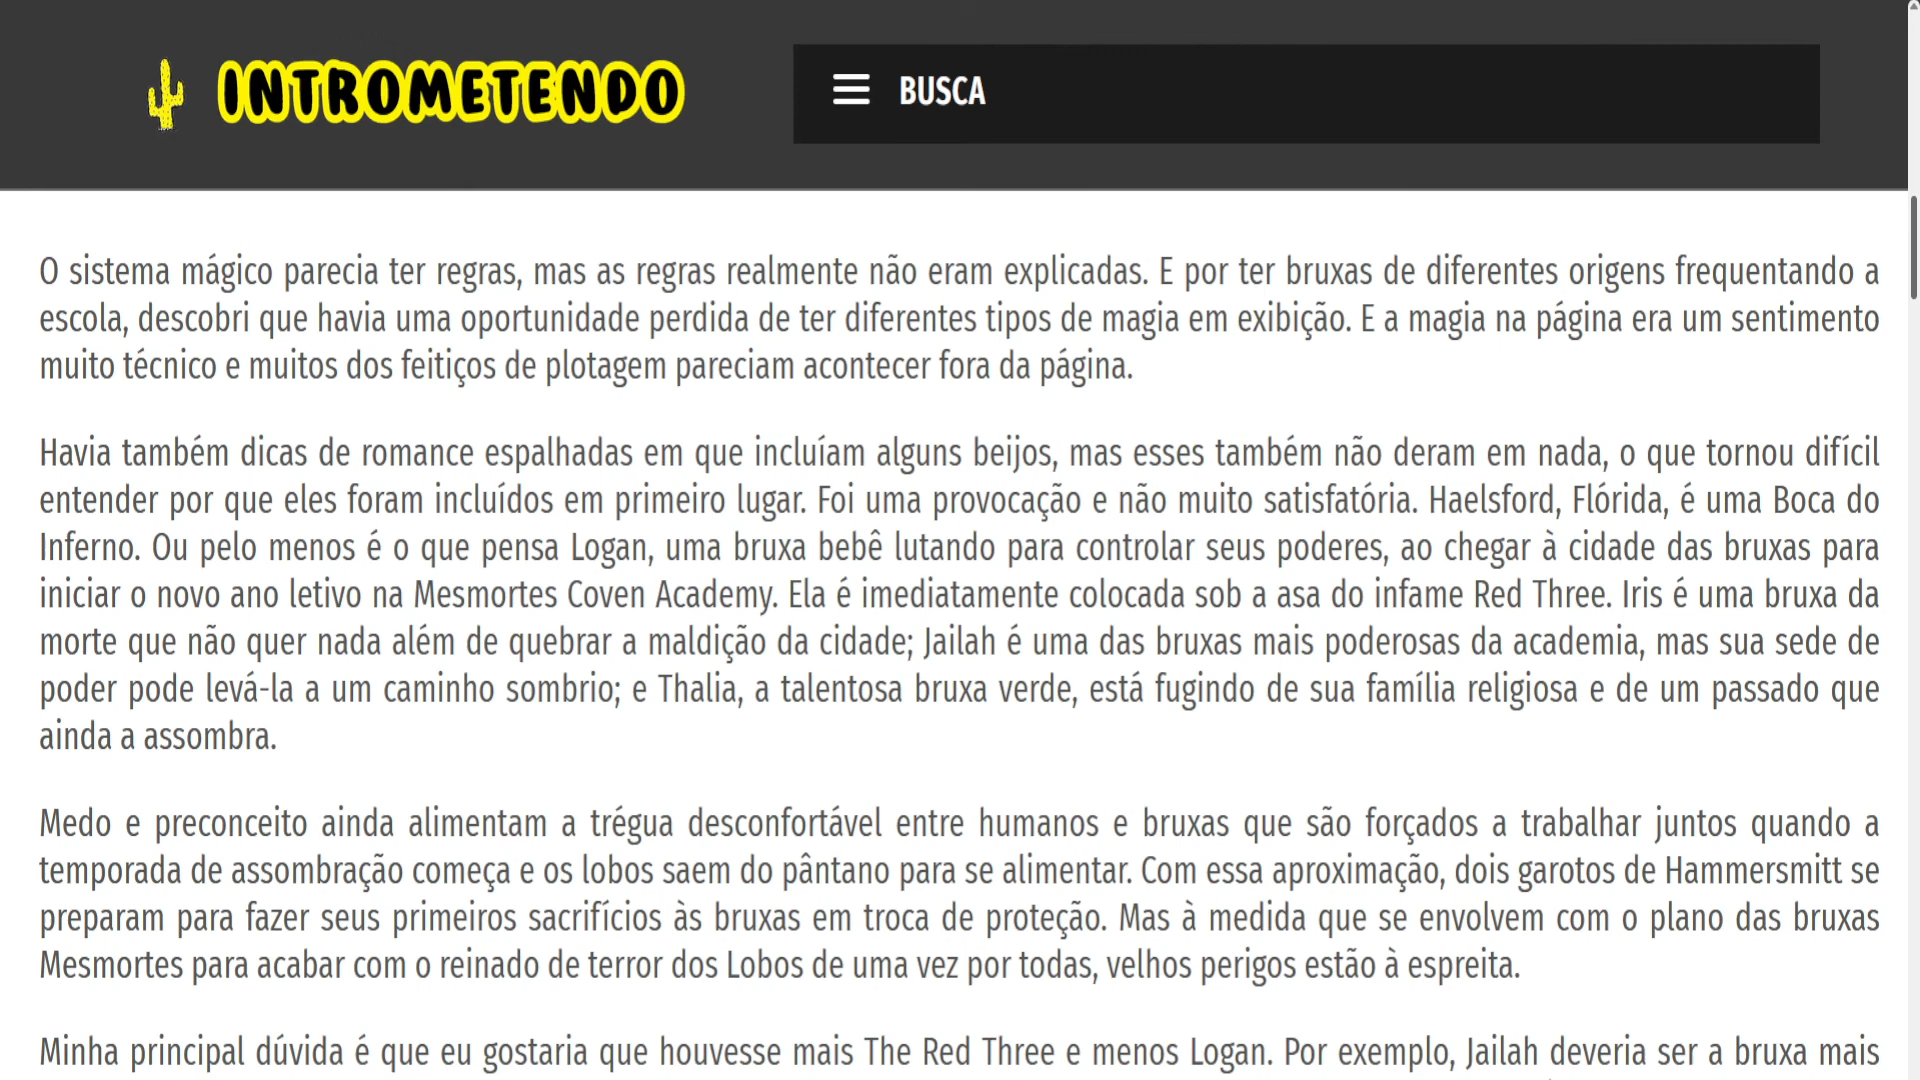 INTROMETENDO
BUSCA
O sistema mágico parecia ter regras, mas as regras realmente não eram explicadas. E por ter bruxas de diferentes origens frequentando a
escola, descobri que havia uma oportunidade perdida de ter diferentes tipos de magia em exibição. E a magia na página era um sentimento
muito técnico e muitos dos feitiços de plotagem pareciam acontecer fora da página.
Havia também dicas de romance espalhadas em que incluíam alguns beijos, mas esses também não deram em nada, o que tornou difícil
entender por que eles foram incluídos em primeiro lugar. Foi uma provocação e não muito satisfatória. Haelsford, Flórida, é uma Boca do
Inferno. Ou pelo menos é o que pensa Logan, uma bruxa bebê lutando para controlar seus poderes, ao chegar à cidade das bruxas para
iniciar o novo ano letivo na Mesmortes Coven Academy. Ela é imediatamente colocada sob a asa do infame Red Three. Iris é uma bruxa da
morte que não quer nada além de quebrar a maldição da cidade; Jailah é uma das bruxas mais poderosas da academia, mas sua sede de
poder pode levá-la a um caminho sombrio; e Thalia, a talentosa bruxa verde, está fugindo de sua família religiosa e de um passado que
ainda a assombra.
Medo e preconceito ainda alimentam a trégua desconfortável entre humanos e bruxas que são forçados a trabalhar juntos quando a
temporada de assombração começa e os lobos saem do pântano para se alimentar. Com essa aproximação, dois garotos de Hammersmitt se
preparam para fazer seus primeiros sacrifícios às bruxas em troca de proteção. Mas à medida que se envolvem com o plano das bruxas
Mesmortes para acabar com o reinado de terror dos Lobos de uma vez por todas, velhos perigos estão à espreita.
Minha principal dúvida é que eu gostaria que houvesse mais The Red Three e menos Logan. Por exemplo, Jailah deveria ser a bruxa mais